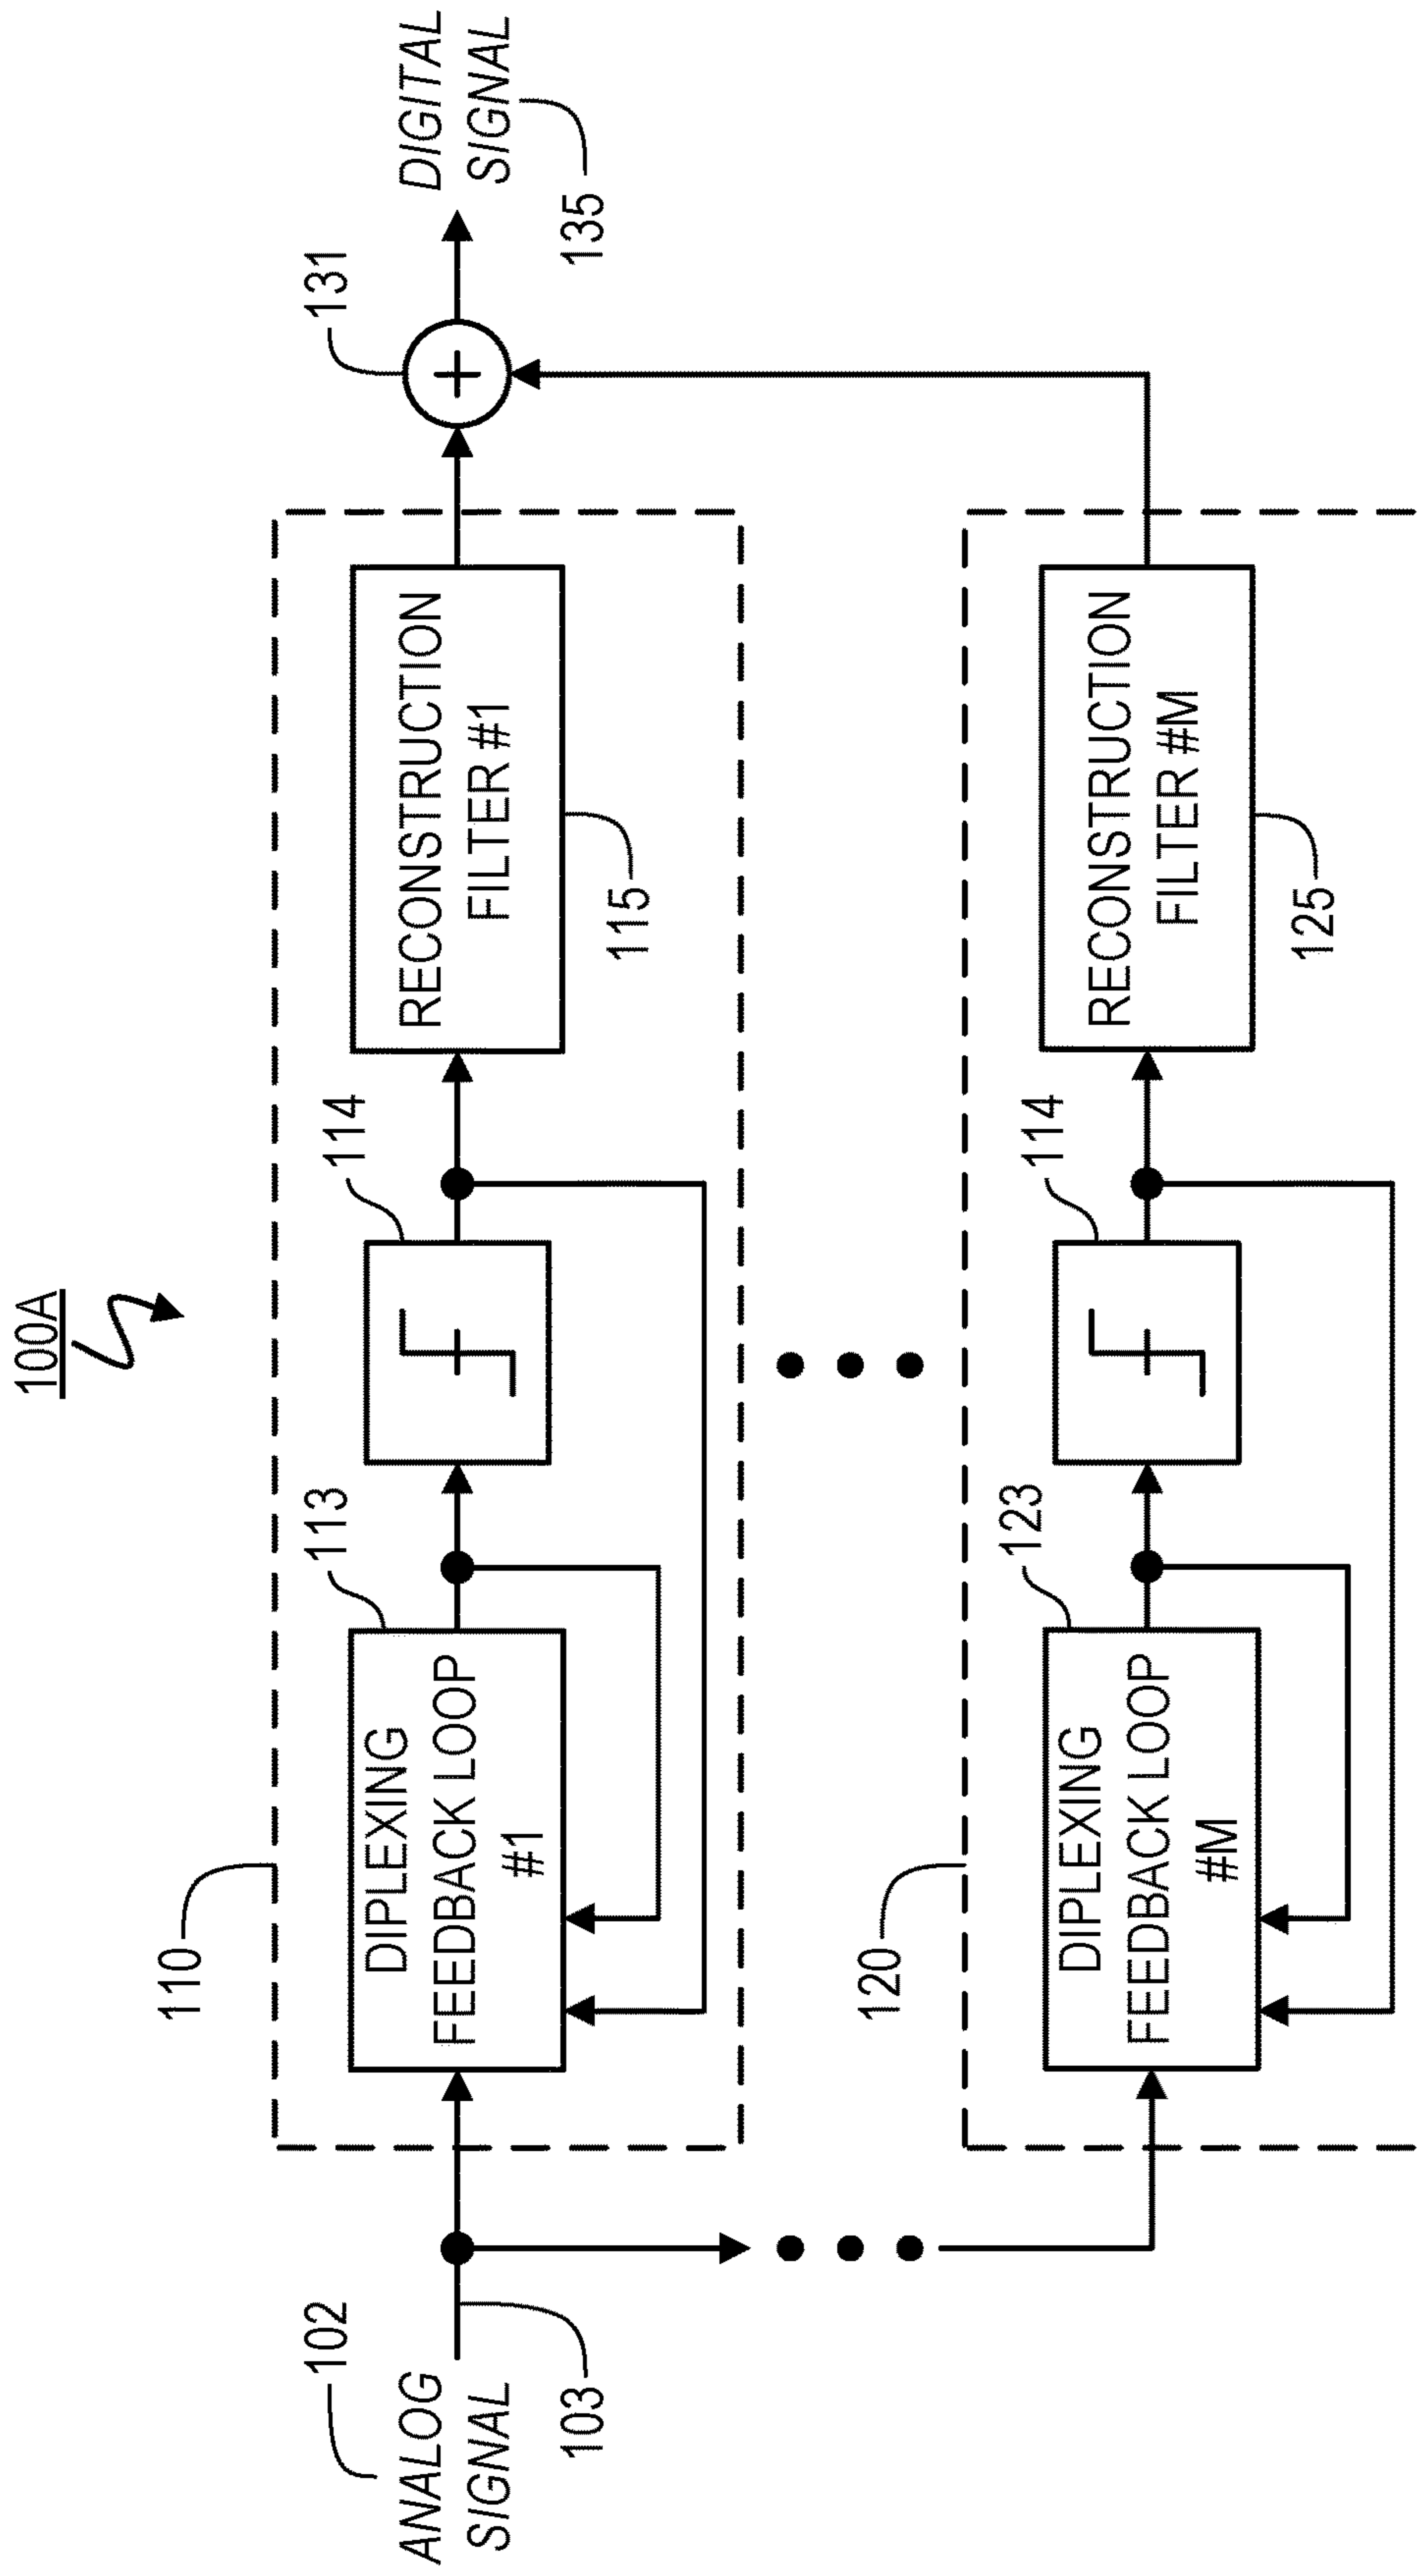 100A
110
113
114
131
DIPLEXING
FEEDBACK LOOP
#1
RECONSTRUCTION
FILTER #1
115
102
ANALOG
SIGNAL
103
DIGITAL
SIGNAL
135
120
123
114
DIPLEXING
FEEDBACK LOOP
#M
RECONSTRUCTION
FILTER #M
125